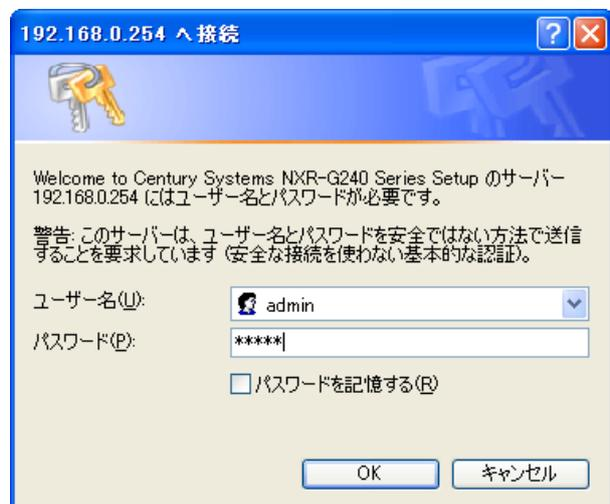 192.168.0.254 へ接続
Welcome to Century Systems NXR-G240 Series Setup のサーバー
192.168.0.254 にはユーザー名とパスワードが必要です。
警告: このサーバーは、ユーザー名とパスワードを安全ではない方法で送信
することを要求しています (安全な接続を使わない基本的な認証)。
ユーザー名(U):
admin
パスワード(P):
*****
パスワードを記憶する(R)
OK
キャンセル